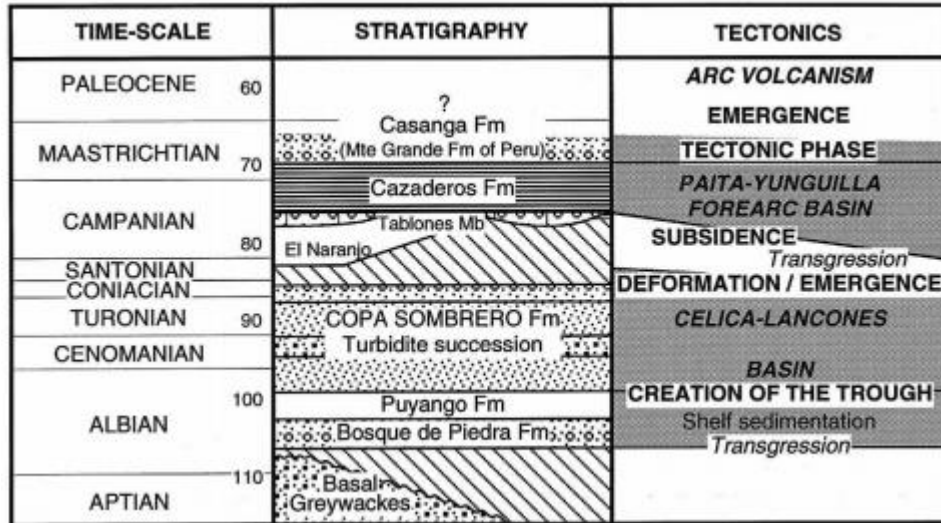 TIME-SCALE
STRATIGRAPHY
TECTONICS
PALEOCENE
60
MAASTRICHTIAN
70
CAMPANIAN
80
SANTONIAN
CONIACIAN
TURONIAN
90
CENOMANIAN
100
ALBIAN
110
APTIAN
?
Casanga Fm
(Mte Grande Fm of Peru)
Cazaderos Fm
Tablones Mb
El Naranjo
COPA SOMBRERO Fm
Turbidite succession
Puyango Fm
Bosque de Piedra Fm
Basal
Greywackes
ARC VOLCANISM
EMERGENCE
TECTONIC PHASE
PAITA-YUNGUILLA
FOREARC BASIN
SUBSIDENCE
Transgression
DEFORMATION / EMERGENCE
CELICA-LANCONES
BASIN
CREATION OF THE TROUGH
Shelf sedimentation
Transgression